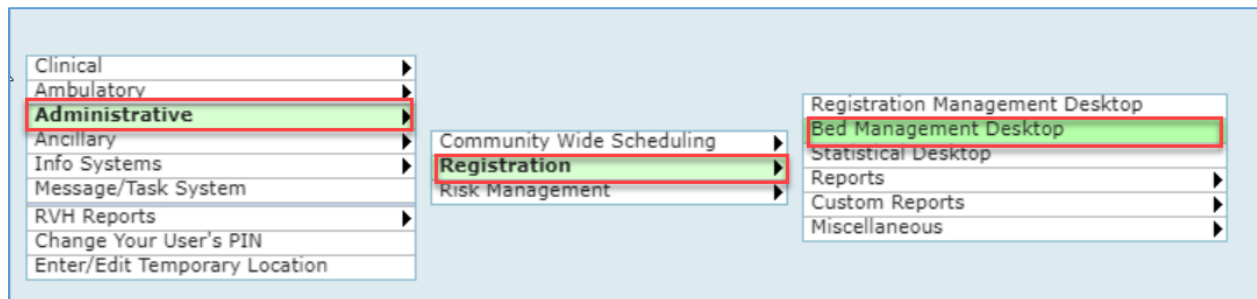 Clinical
Ambulatory
Administrative
Ancillary
Info Systems
Message/Task System
RVH Reports
Change Your User's PIN
Enter/Edit Temporary Location
Community Wide Scheduling
Registration
Risk Management
Registration Management Desktop
Bed Management Desktop
Statistical Desktop
Reports
Custom Reports
Miscellaneous